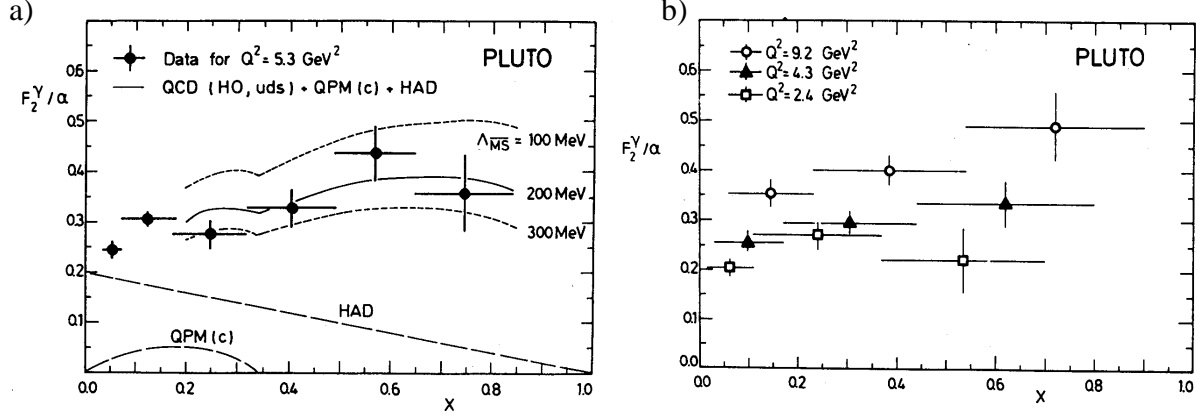 a)
Data for Q²=5.3 GeV²
QCD (HO, uds) + QPM(c) + HAD
PLUTO
F₂ᵞ/α
0.6
0.5
0.4
0.3
0.2
0.1
Λ_MS̅ = 100 MeV
200 MeV
300 MeV
HAD
QPM(c)
0.0 0.2 0.4 0.6 0.8 1.0
X
b)
Q²=9.2 GeV²
Q²=4.3 GeV²
Q²=2.4 GeV²
PLUTO
F₂ᵞ/α
0.6
0.5
0.4
0.3
0.2
0.1
0.0
0.0 0.2 0.4 0.6 0.8 1.0
X